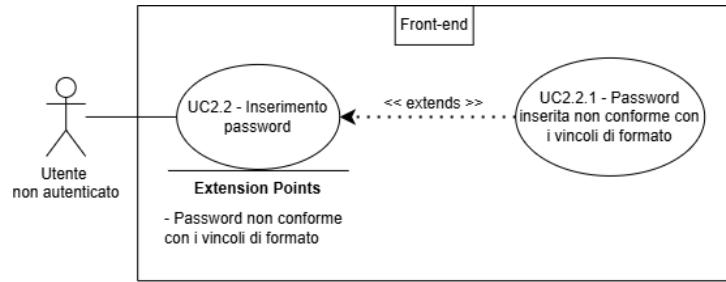 Front-end
UC2.2 - Inserimento
password
<< extends >>
UC2.2.1 - Password
inserita non conforme con
i vincoli di formato
Utente
non autenticato
Extension Points
- Password non conforme
con i vincoli di formato